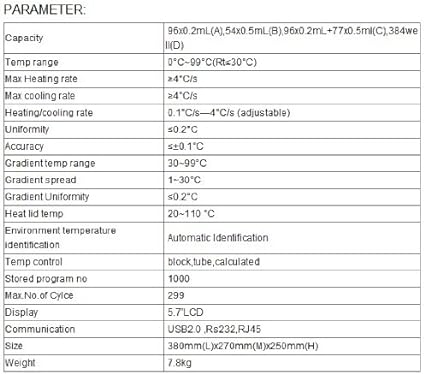 PARAMETER:
Capacity 96x0.2mL(A),54x0.5mL(B),96x0.2mL+77x0.5ml(C),384we
ll(D)
Temp range 0°C~99°C(Rt≤30°C)
Max Heating rate ≥4°C/s
Max cooling rate ≥4°C/s
Heating/cooling rate 0.1°C/s—4°C/s (adjustable)
Uniformity ≤0.2°C
Accuracy ≤±0.1°C
Gradient temp range 30~99°C
Gradient spread 1~30°C
Gradient Uniformity ≤0.2°C
Heat lid temp 20~110 °C
Environment temperature
identification Automatic Identification
Temp control block,tube,calculated
Stored program no 1000
Max.No.of Cylce 299
Display 5.7'LCD
Communication USB2.0 ,Rs232,RJ45
Size 380mm(L)x270mm(M)x250mm(H)
Weight 7.8kg